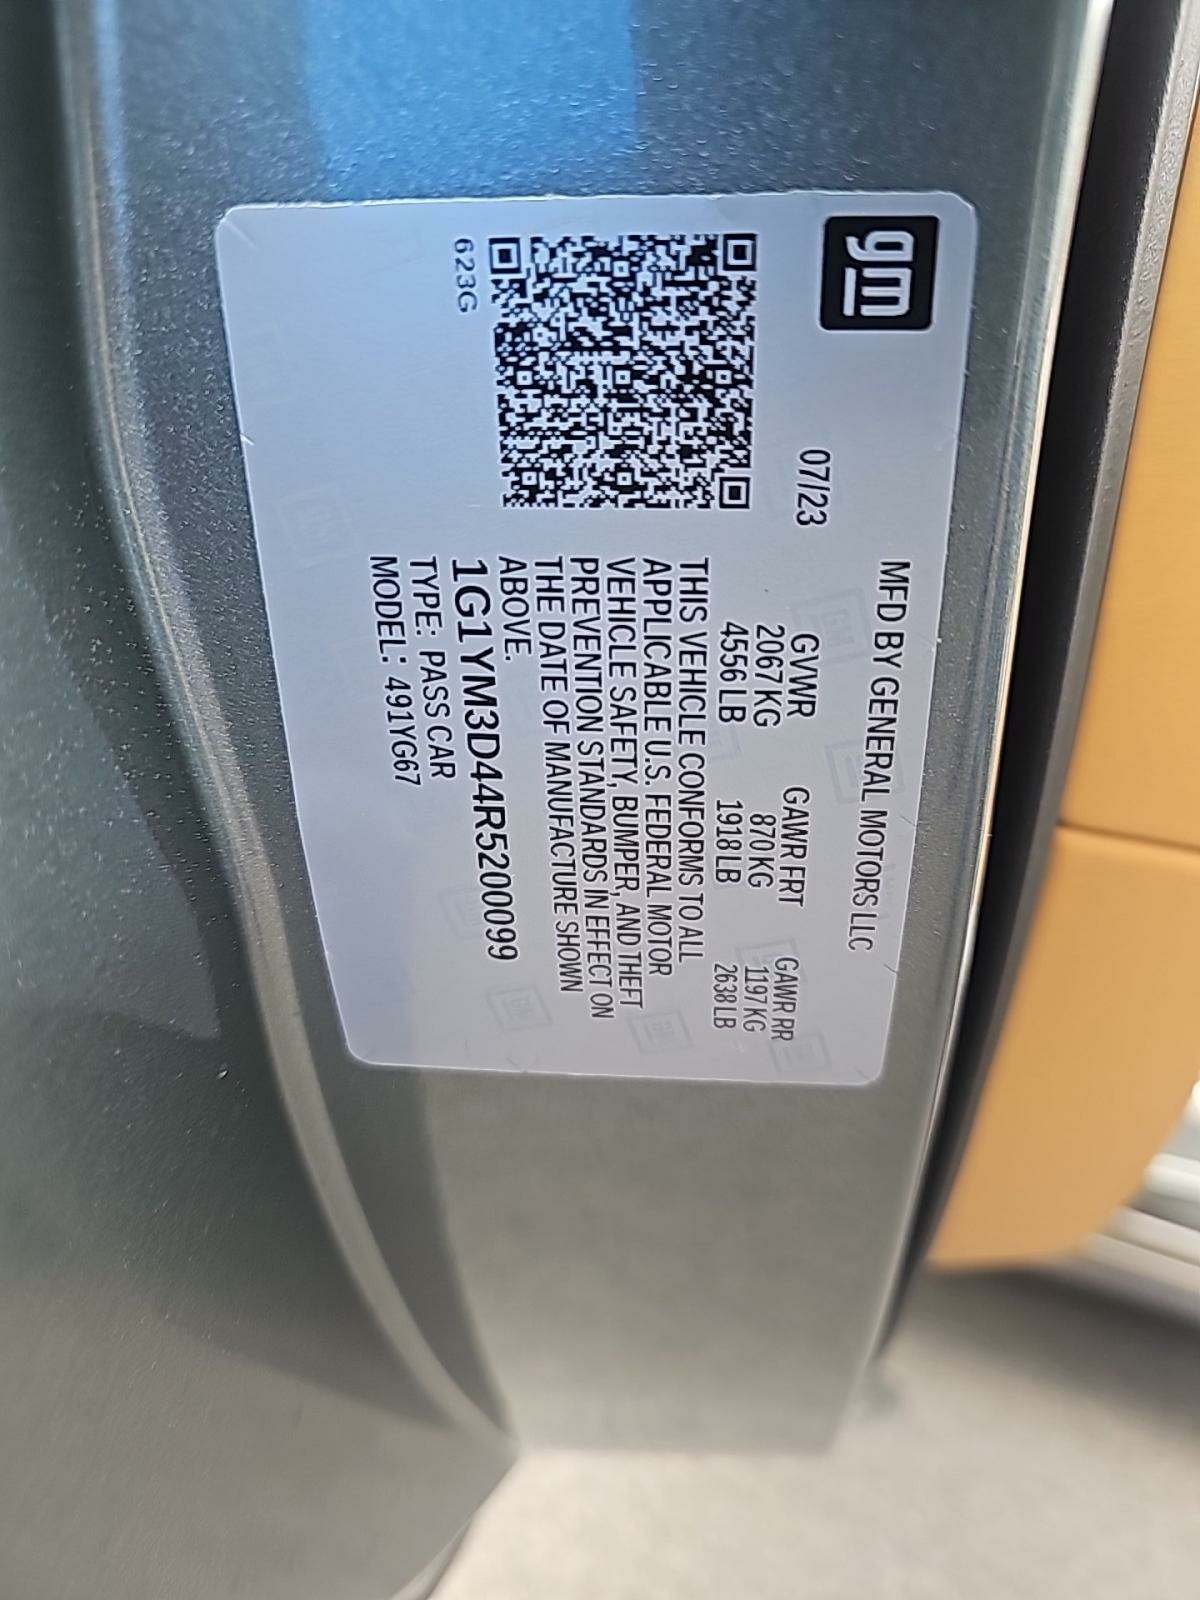 gm
MFD BY GENERAL MOTORS LLC
07/23 GVWR GAWR FRT GAWR RR
2067 KG 870 KG 1197 KG
4556 LB 1918 LB 2638 LB
THIS VEHICLE CONFORMS TO ALL
APPLICABLE U.S. FEDERAL MOTOR
VEHICLE SAFETY, BUMPER, AND THEFT
PREVENTION STANDARDS IN EFFECT ON
THE DATE OF MANUFACTURE SHOWN
ABOVE.
1G1YM3D44R5200099
TYPE: PASS CAR
MODEL: 491YG67
623G